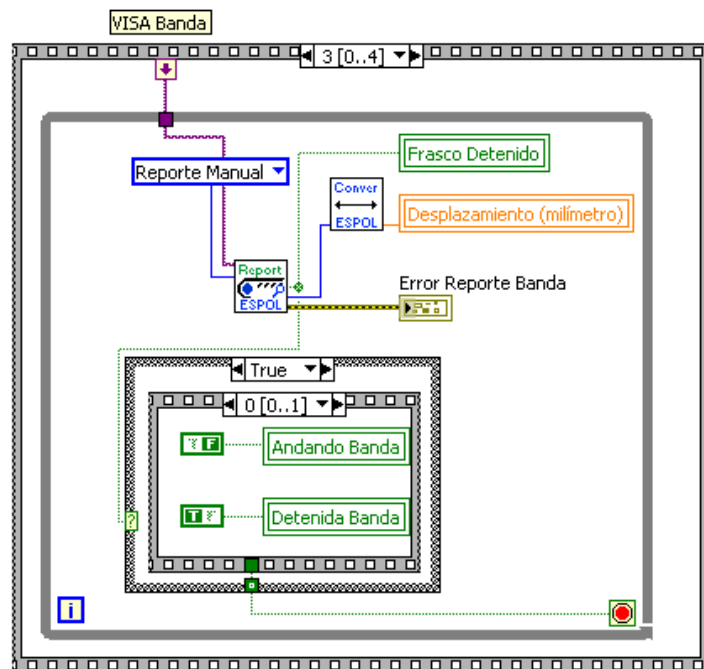 VISA Banda
3 [0..4]
Reporte Manual
Frasco Detenido
Conver
ESPOL
Desplazamiento (milímetro)
Report
ESPOL
Error Reporte Banda
True
0 [0..1]
F
Andando Banda
T
Detenida Banda
?
i